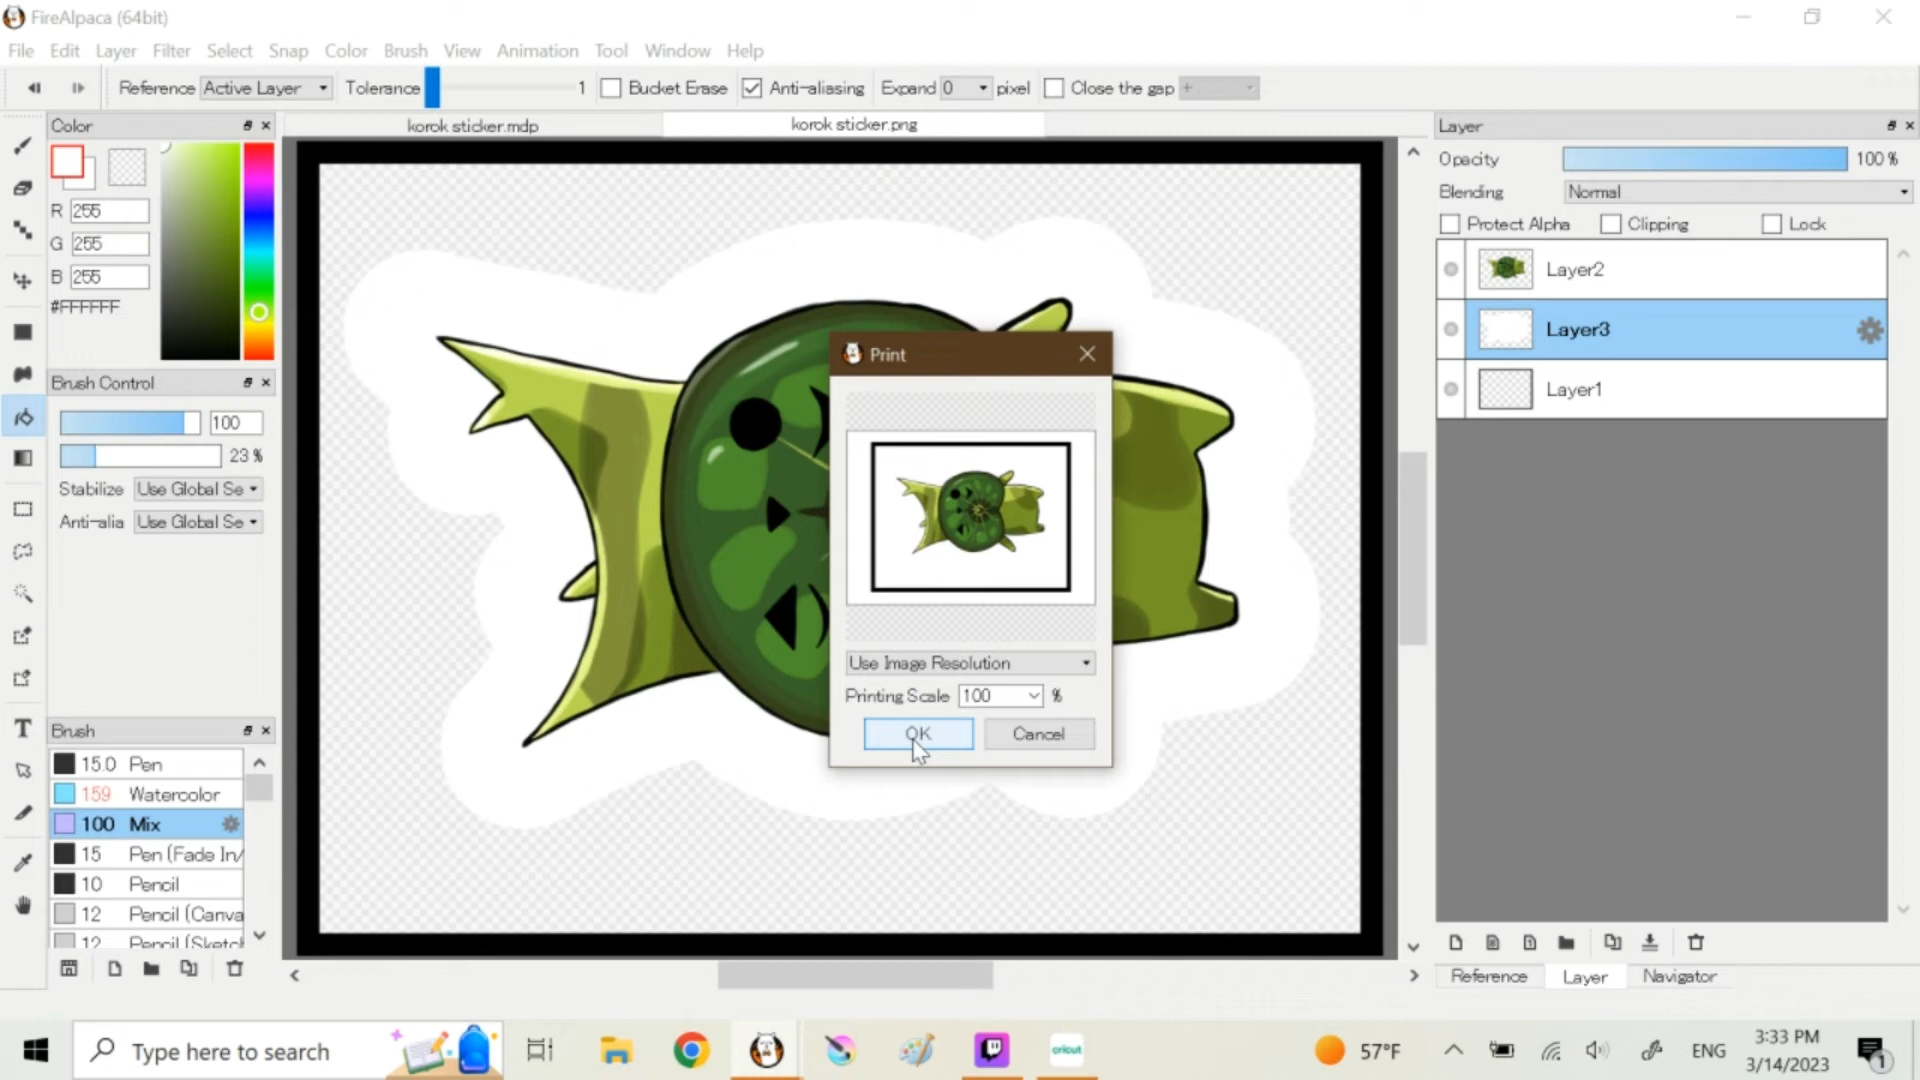 FireAlpaca (64bit)
File Edit Layer Filter Select Snap Color Brush View Animation Tool Window Help
Reference Active Layer Tolerance 1 Bucket Erase Anti-aliasing Expand 0 pixel Close the gap +
Color
korok sticker.mdp
korok sticker.png
R 255
G 255
B 255
#FFFFFF
Brush Control
100
23 %
Stabilize Use Global Se
Anti-alia Use Global Se
Brush
15.0 Pen
159 Watercolor
100 Mix
15 Pen (Fade In/
10 Pencil
12 Pencil (Canva
12 Pencil (Sketch
Print
Use Image Resolution
Printing Scale 100 %
OK Cancel
Layer
Opacity 100 %
Blending Normal
Protect Alpha Clipping Lock
Layer2
Layer3
Layer1
Reference Layer Navigator
Type here to search
cricut
57°F
ENG
3:33 PM
3/14/2023
1